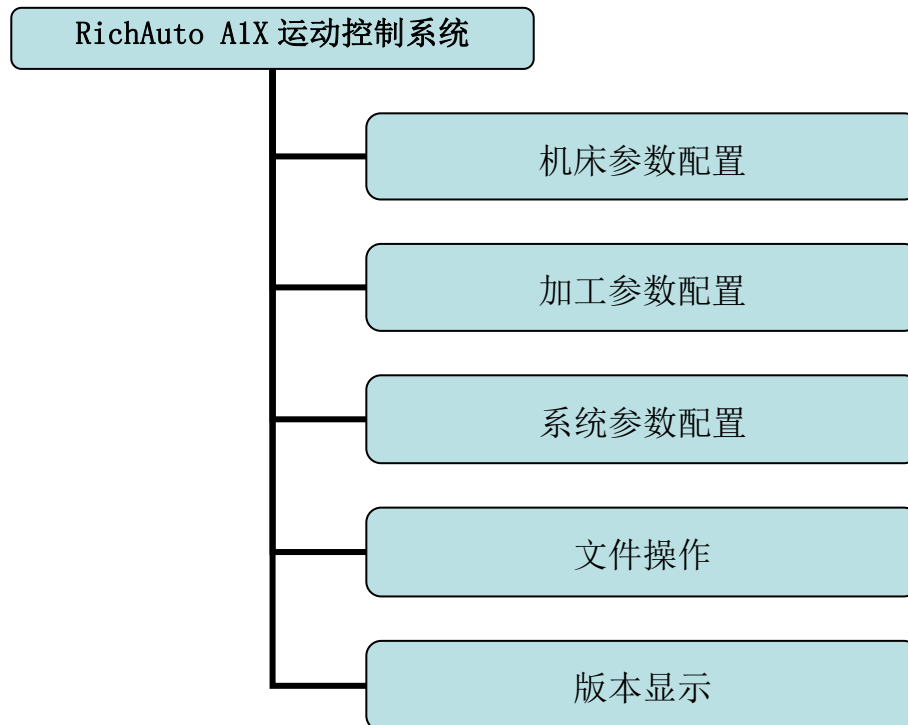 RichAuto A1X 运动控制系统
机床参数配置
加工参数配置
系统参数配置
文件操作
版本显示